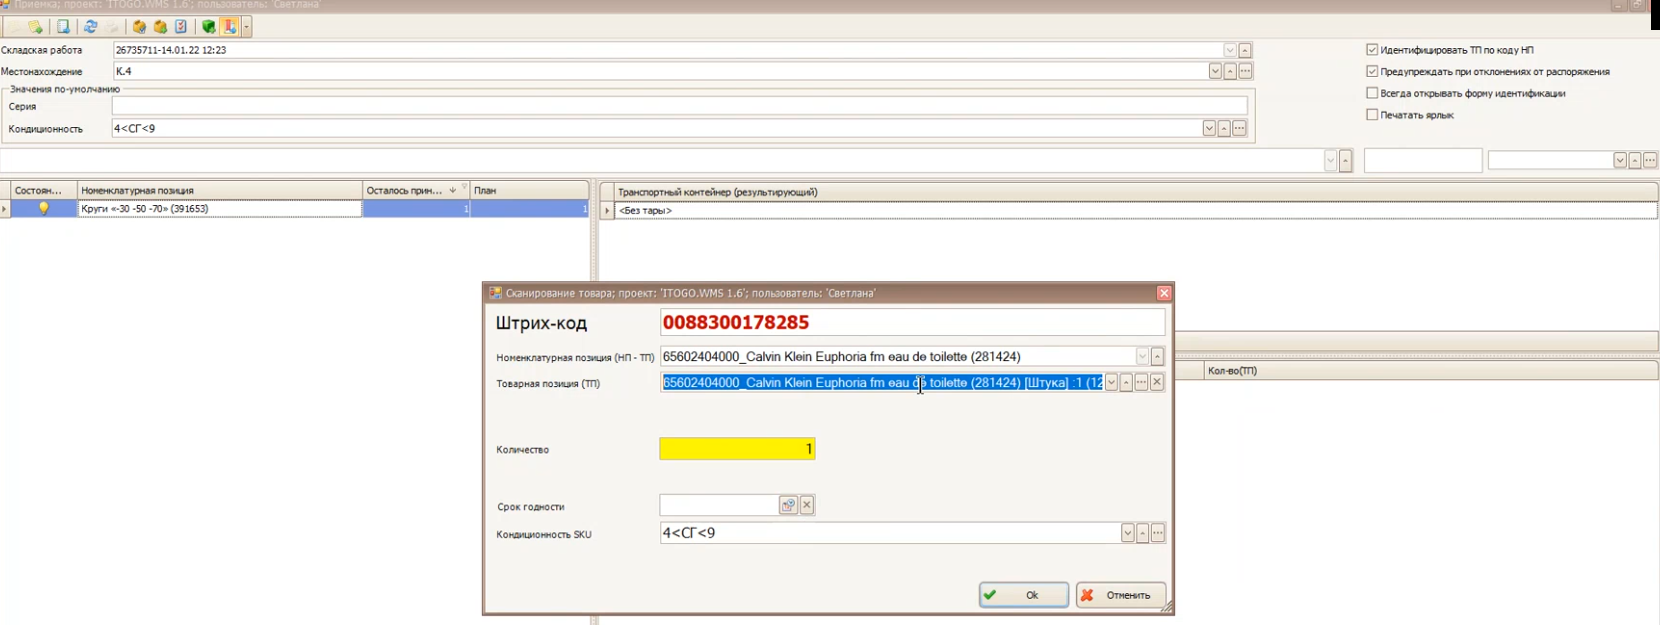 Приемка; проект: 'ITOGO.WMS 1.6'; пользователь: 'Светлана'
Складская работа 26735711-14.01.22 12:23
Идентифицировать ТП по коду НП
Местонахождение К.4
Предупреждать при отклонениях от распоряжения
Значения по-умолчанию
Всегда открывать форму идентификации
Серия
Печатать ярлык
Кондиционность 4<СГ<9
Состоян... Номенклатурная позиция Осталось прин... План
Транспортный контейнер (результирующий)
Круги «-30 -50 -70» (391653) 1 1
<Без тары>
Сканирование товара; проект: 'ITOGO.WMS 1.6'; пользователь: 'Светлана'
Штрих-код 0088300178285
Номенклатурная позиция (НП - ТП) 65602404000_Calvin Klein Euphoria fm eau de toilette (281424)
Товарная позиция (ТП) 65602404000_Calvin Klein Euphoria fm eau de toilette (281424) [Штука] :1 (12
Кол-во(ТП)
Количество 1
Срок годности
Кондиционность SKU 4<СГ<9
Ok Отменить